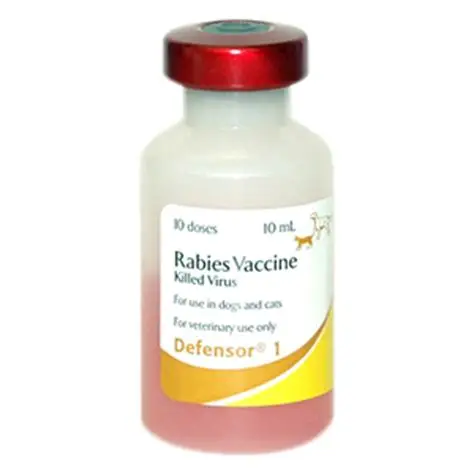 10 doses 10 mL
Rabies Vaccine
Killed Virus
For use in dogs and cats
For veterinary use only
Defensor® 1